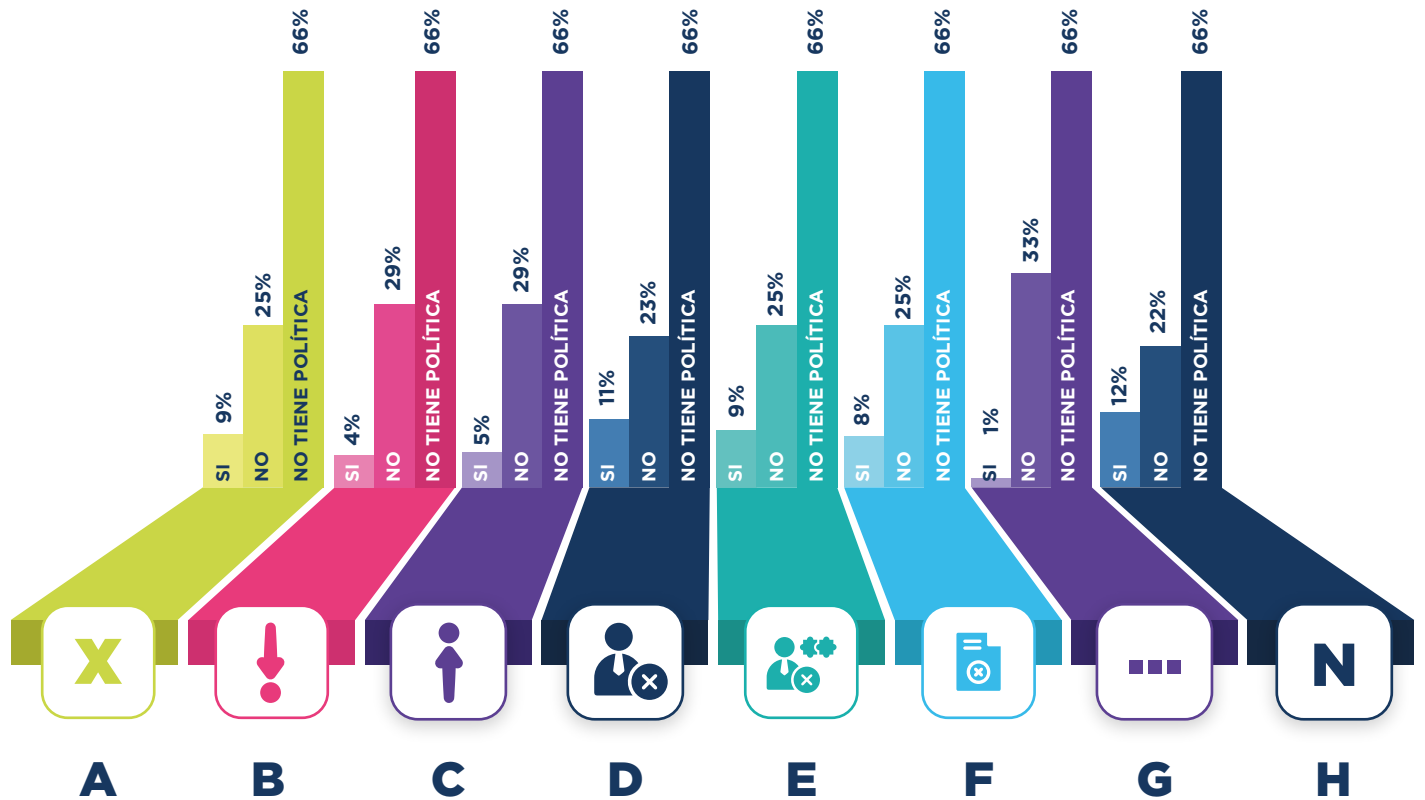 9%
SI
25%
NO
66%
NO TIENE POLÍTICA
4%
SI
29%
NO
66%
NO TIENE POLÍTICA
5%
SI
29%
NO
66%
NO TIENE POLÍTICA
11%
SI
23%
NO
66%
NO TIENE POLÍTICA
9%
SI
25%
NO
66%
NO TIENE POLÍTICA
8%
SI
25%
NO
66%
NO TIENE POLÍTICA
1%
SI
33%
NO
66%
NO TIENE POLÍTICA
12%
SI
22%
NO
66%
NO TIENE POLÍTICA
X
N
A
B
C
D
E
F
G
H